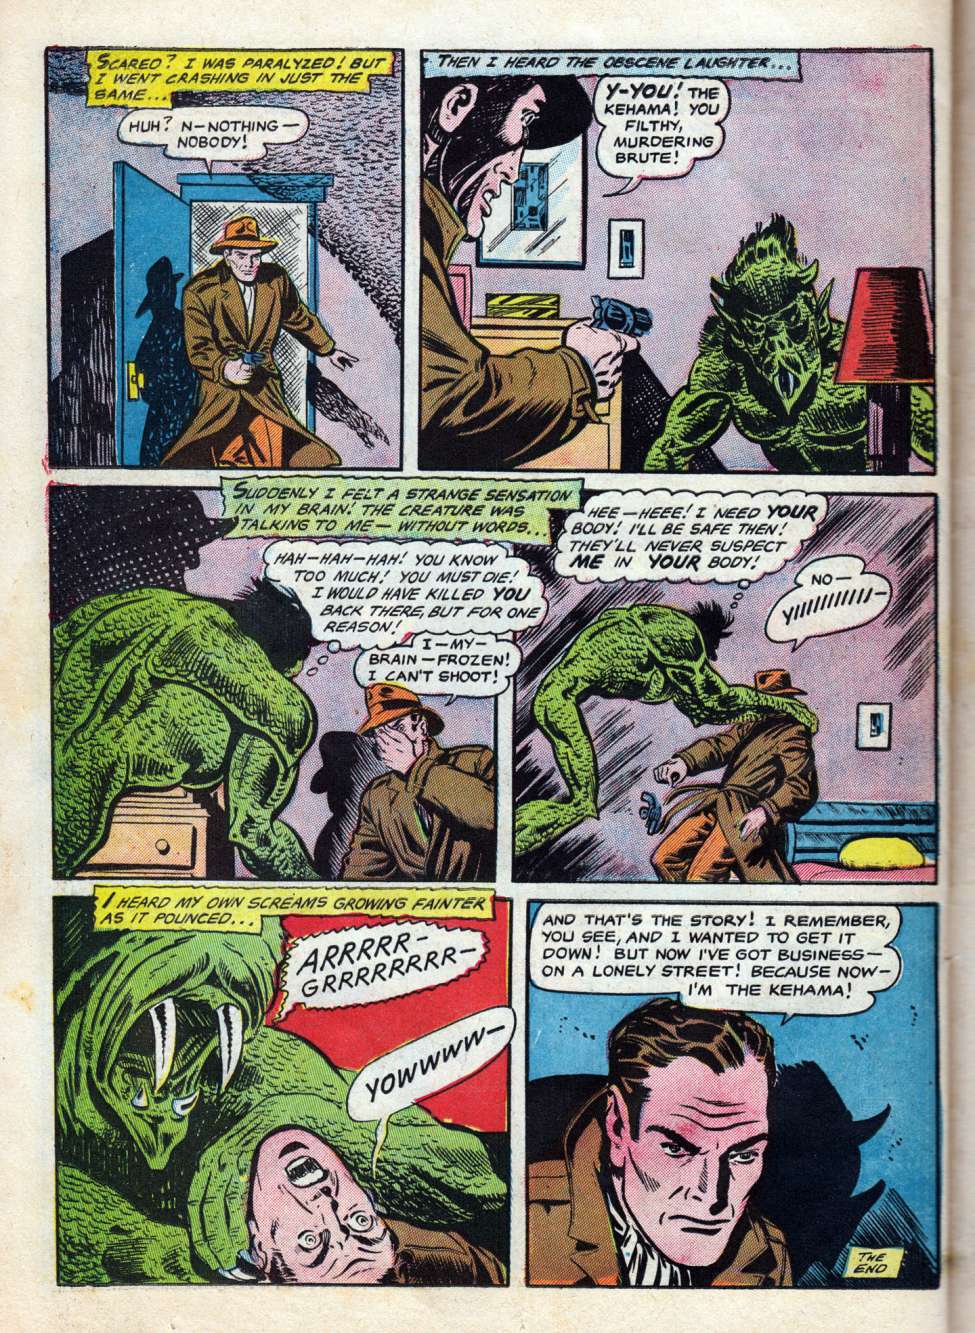 SCARED? I WAS PARALYZED! BUT
I WENT CRASHING IN JUST THE
SAME...
HUH? N-NOTHING-
NOBODY!
THEN I HEARD THE OBSCENE LAUGHTER...
Y-YOU! THE
KEHAMA! YOU
FILTHY,
MURDERING
BRUTE!
SUDDENLY I FELT A STRANGE SENSATION
IN MY BRAIN! THE CREATURE WAS
TALKING TO ME— WITHOUT WORDS...
HAH-HAH-HAH! YOU KNOW
TOO MUCH! YOU MUST DIE!
I WOULD HAVE KILLED YOU
BACK THERE, BUT FOR ONE
REASON!
I-MY-
BRAIN-FROZEN!
I CAN'T SHOOT!
HEE-HEEE! I NEED YOUR
BODY! I'LL BE SAFE THEN!
THEY'LL NEVER SUSPECT
ME IN YOUR BODY!
NO-
YIIIIIIIIII-
I HEARD MY OWN SCREAMS GROWING FAINTER
AS IT POUNCED...
ARRRRR-
GRRRRRRRR-
YOWWWW-
AND THAT'S THE STORY! I REMEMBER,
YOU SEE, AND I WANTED TO GET IT
DOWN! BUT NOW I'VE GOT BUSINESS—
ON A LONELY STREET! BECAUSE NOW—
I'M THE KEHAMA!
THE
END